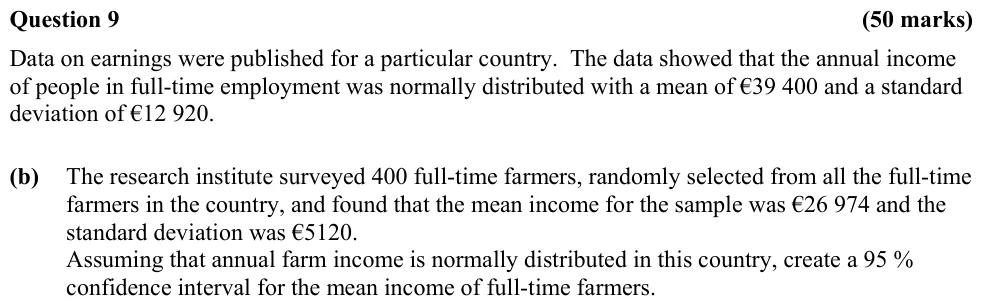 Question 9 (50 marks)
Data on earnings were published for a particular country. The data showed that the annual income
of people in full-time employment was normally distributed with a mean of €39 400 and a standard
deviation of €12 920.
(b) The research institute surveyed 400 full-time farmers, randomly selected from all the full-time
farmers in the country, and found that the mean income for the sample was €26 974 and the
standard deviation was €5120.
Assuming that annual farm income is normally distributed in this country, create a 95 %
confidence interval for the mean income of full-time farmers.